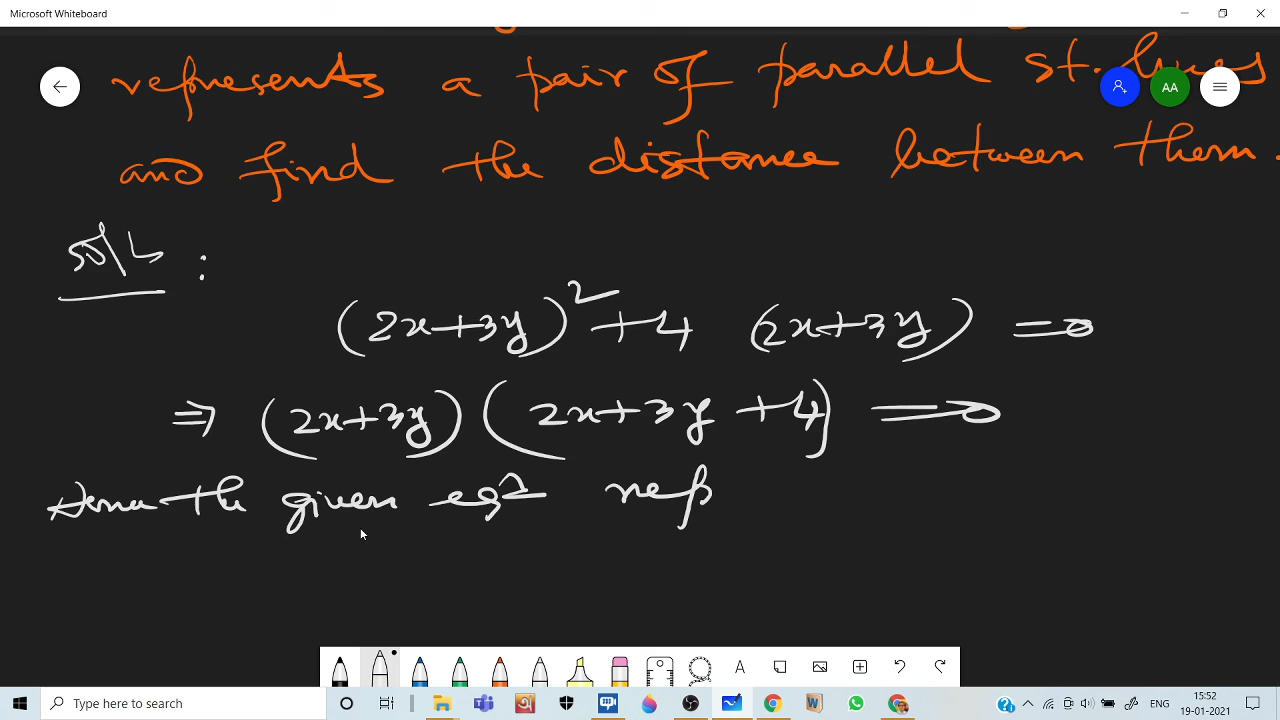 Microsoft Whiteboard
represents a pair of parallel st. lines
AA
and find the distance between them.
Sol :
(2x+3y)² +4 (2x+3y) =0
⇒ (2x+3y) (2x+3y +4) =0
Hence the given eqⁿ rep
Type here to search
ENG
15:52
19-01-2021